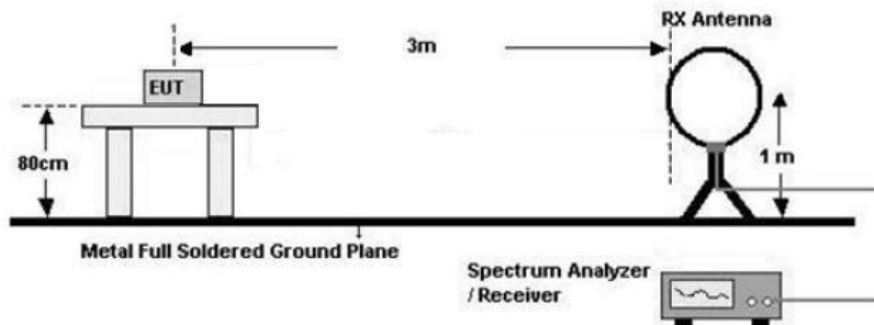 RX Antenna
3m
EUT
80cm
1 m
Metal Full Soldered Ground Plane
Spectrum Analyzer
/ Receiver